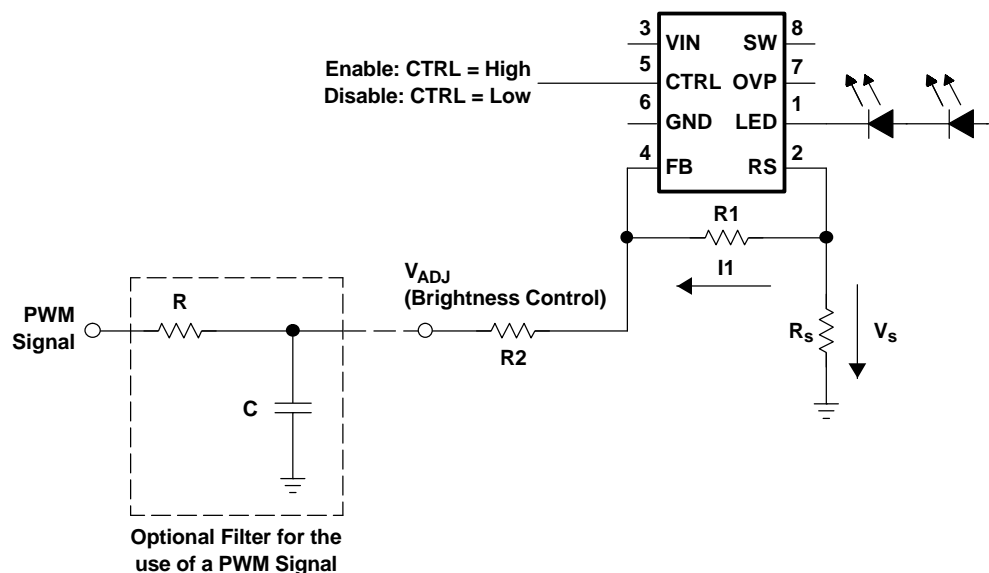 3
VIN
SW
8
Enable: CTRL = High
Disable: CTRL = Low
5
CTRL
OVP
7
6
GND
LED
1
4
FB
RS
2
R1
I1
V_ADJ
(Brightness Control)
R2
R_s
V_s
PWM
Signal
R
C
Optional Filter for the
use of a PWM Signal